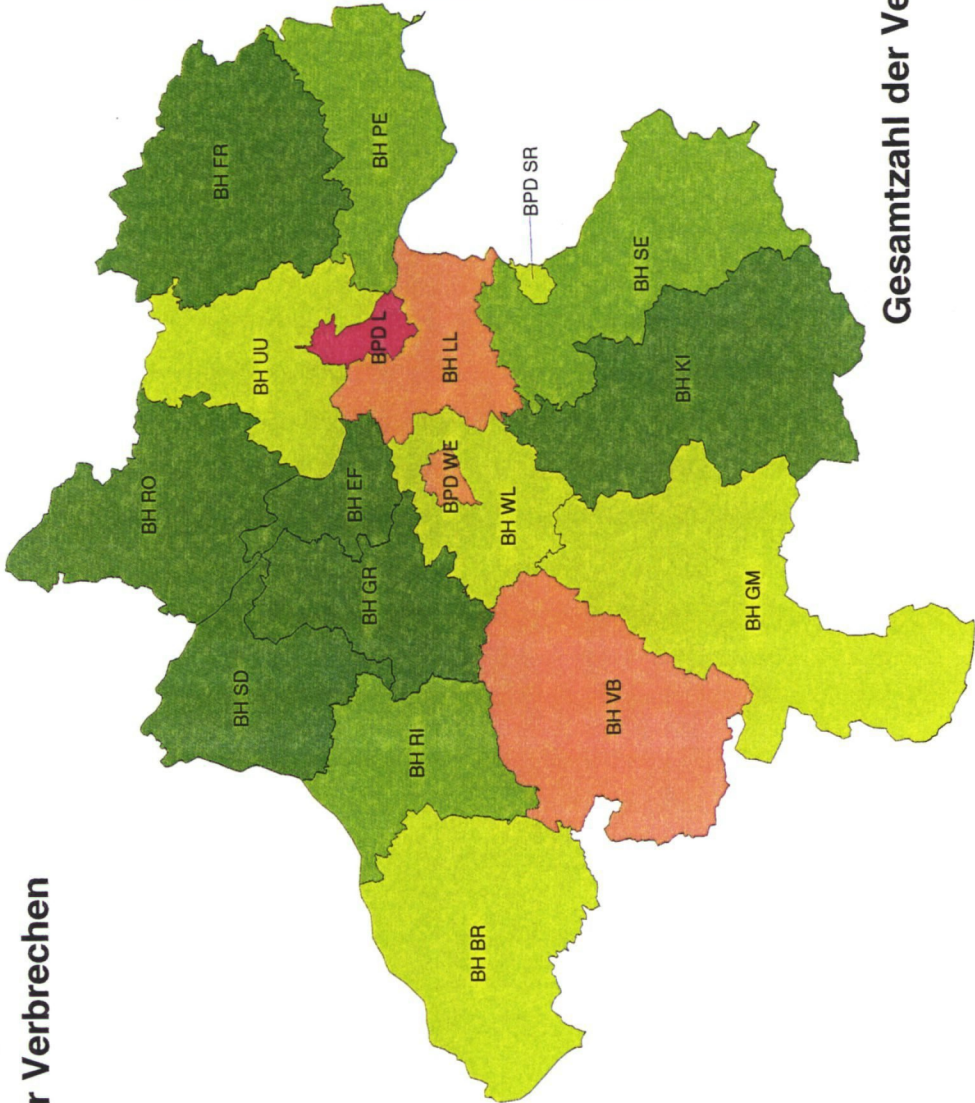 r Verbrechen
BH FR
BH PE
BPD SR
BH SE
BH UU
BPD L
BH LL
BH KI
BH RO
BH EF
BPD WE
BH WL
BH GR
BH GM
BH SD
BH RI
BH VB
BH BR
Gesamtzahl der Ve